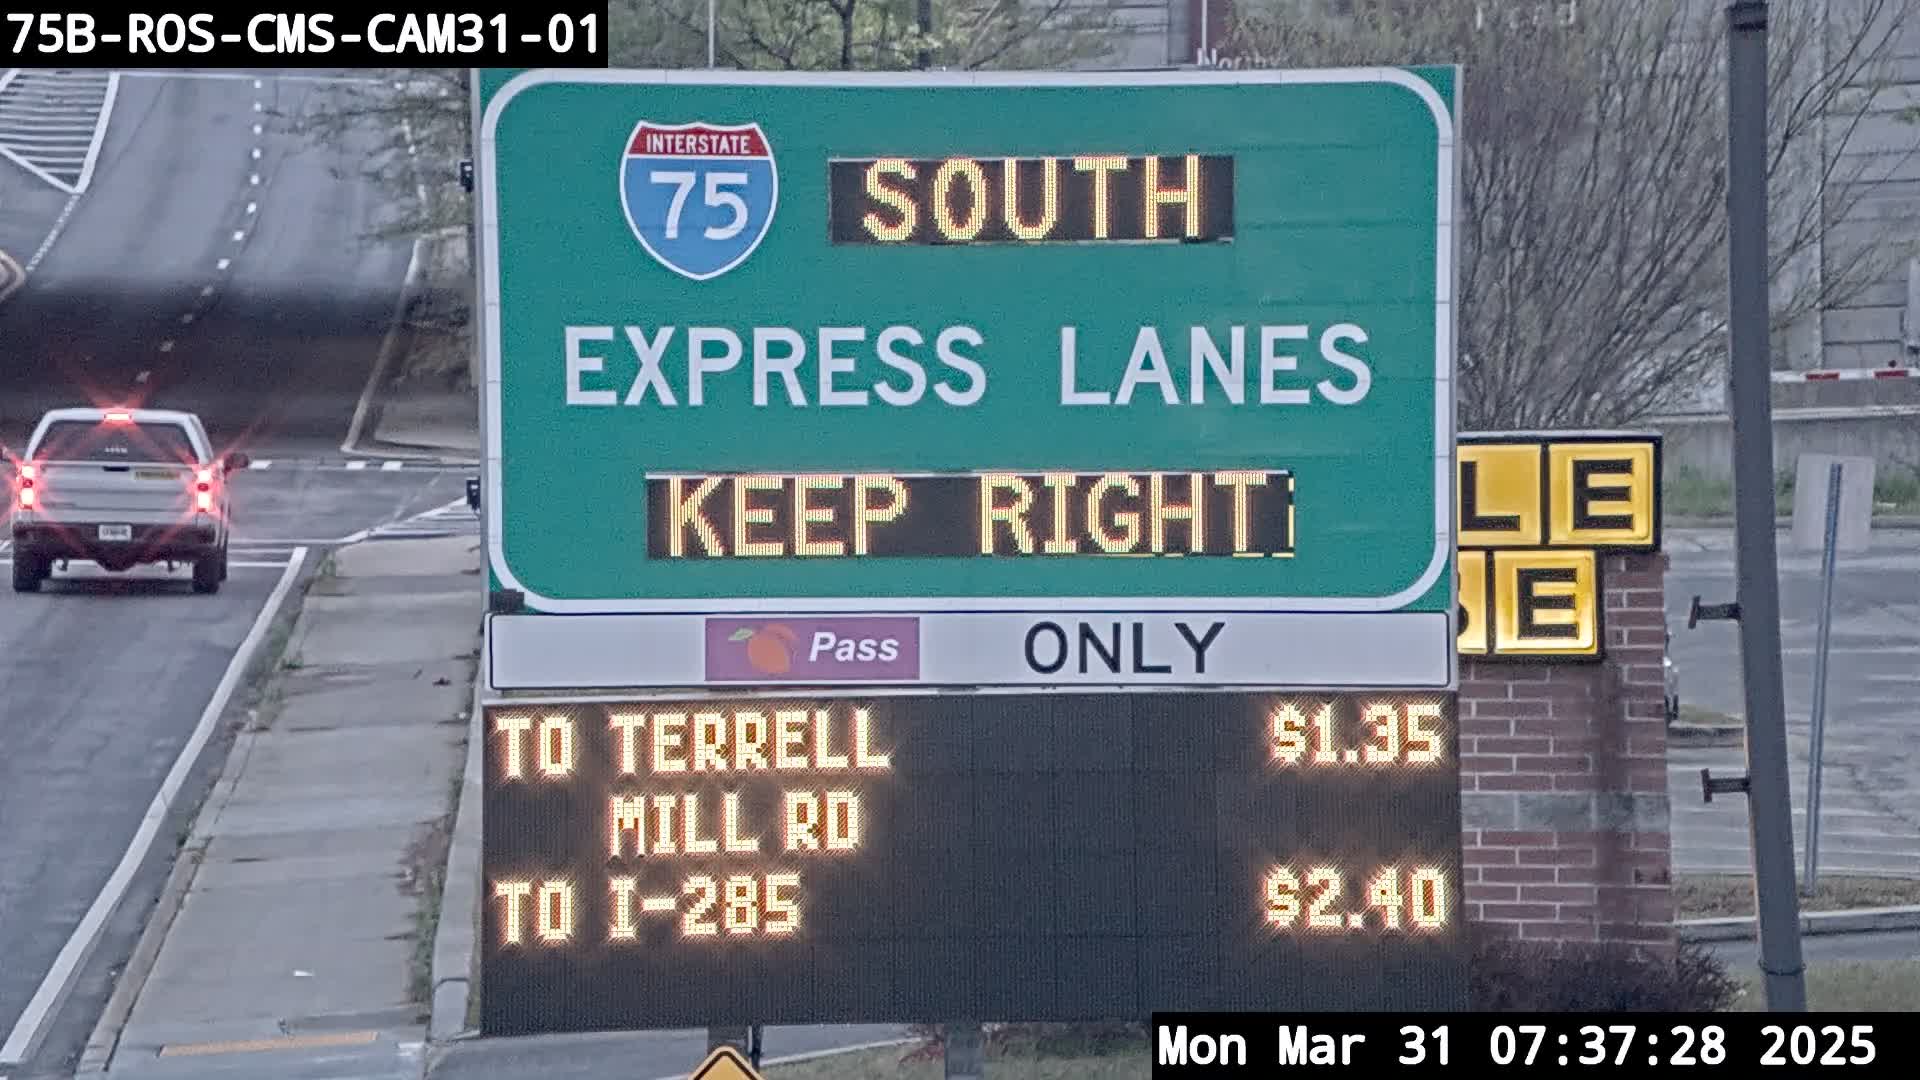 75B-ROS-CMS-CAM31-01
INTERSTATE
75
SOUTH
EXPRESS LANES
KEEP RIGHT
Pass ONLY
TO TERRELL $1.35
MILL RD
TO I-285 $2.40
LE
E
Mon Mar 31 07:37:28 2025